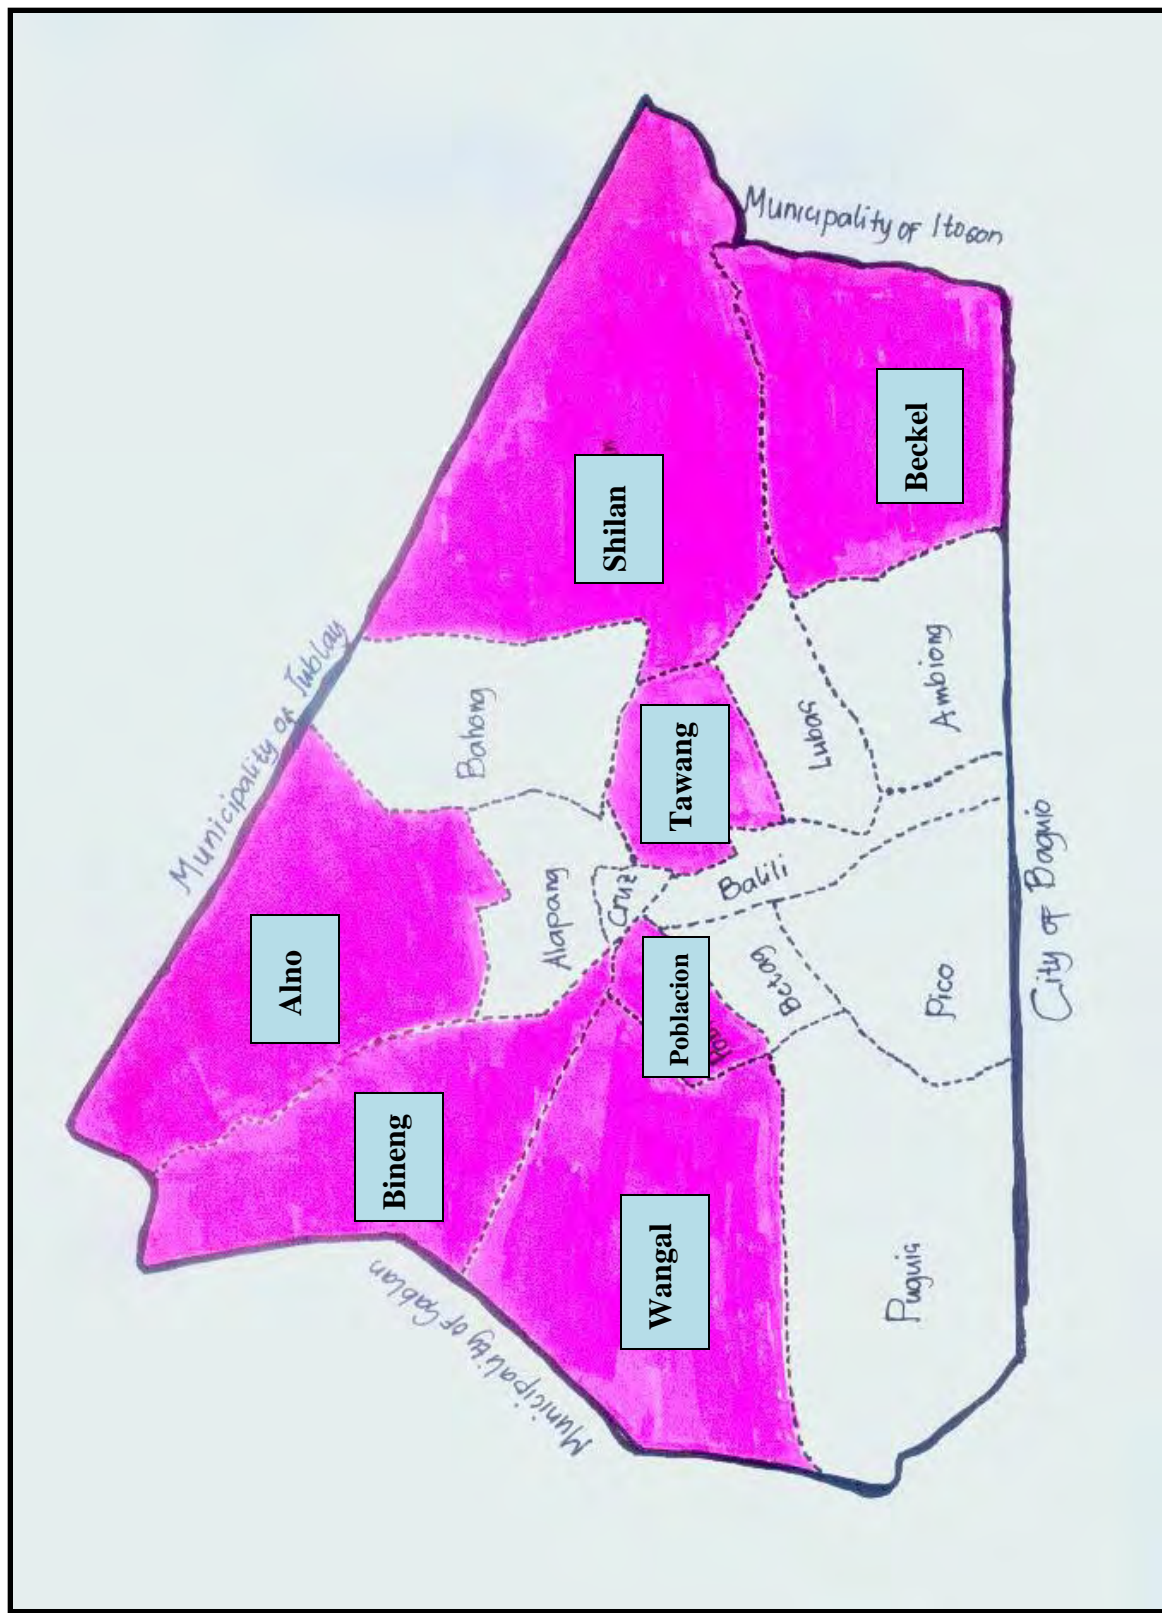 Municipality of Itogon
Beckel
Shilan
Municipality of Tublay
Bahong
Tawang
Lubas
Ambiong
Alno
Alapang
Cruz
Balili
Poblacion
Pob
Betag
Pico
City of Baguio
Bineng
Wangal
Puguis
Municipality of Sablan